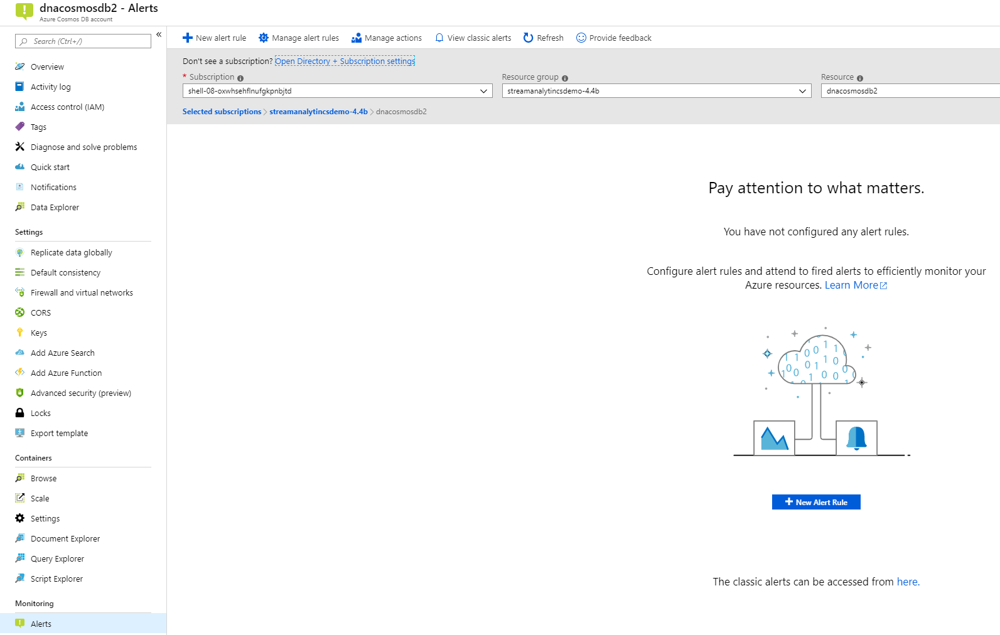 dnacosmosdb2 - Alerts
Azure Cosmos DB account
Search (Ctrl+/)
«
Overview
Activity log
Access control (IAM)
Tags
Diagnose and solve problems
Quick start
Notifications
Data Explorer
Settings
Replicate data globally
Default consistency
Firewall and virtual networks
CORS
Keys
Add Azure Search
Add Azure Function
Advanced security (preview)
Locks
Export template
Containers
Browse
Scale
Settings
Document Explorer
Query Explorer
Script Explorer
Monitoring
Alerts
New alert rule Manage alert rules Manage actions View classic alerts Refresh Provide feedback
Don't see a subscription? Open Directory + Subscription settings
* Subscription Resource group Resource
shell-08-oxwhsehflnufgkpnbjtd streamanalytincsdemo-4.4b dnacosmosdb2
Selected subscriptions > streamanalytincsdemo-4.4b > dnacosmosdb2
Pay attention to what matters.
You have not configured any alert rules.
Configure alert rules and attend to fired alerts to efficiently monitor your
Azure resources. Learn More
New Alert Rule
The classic alerts can be accessed from here.